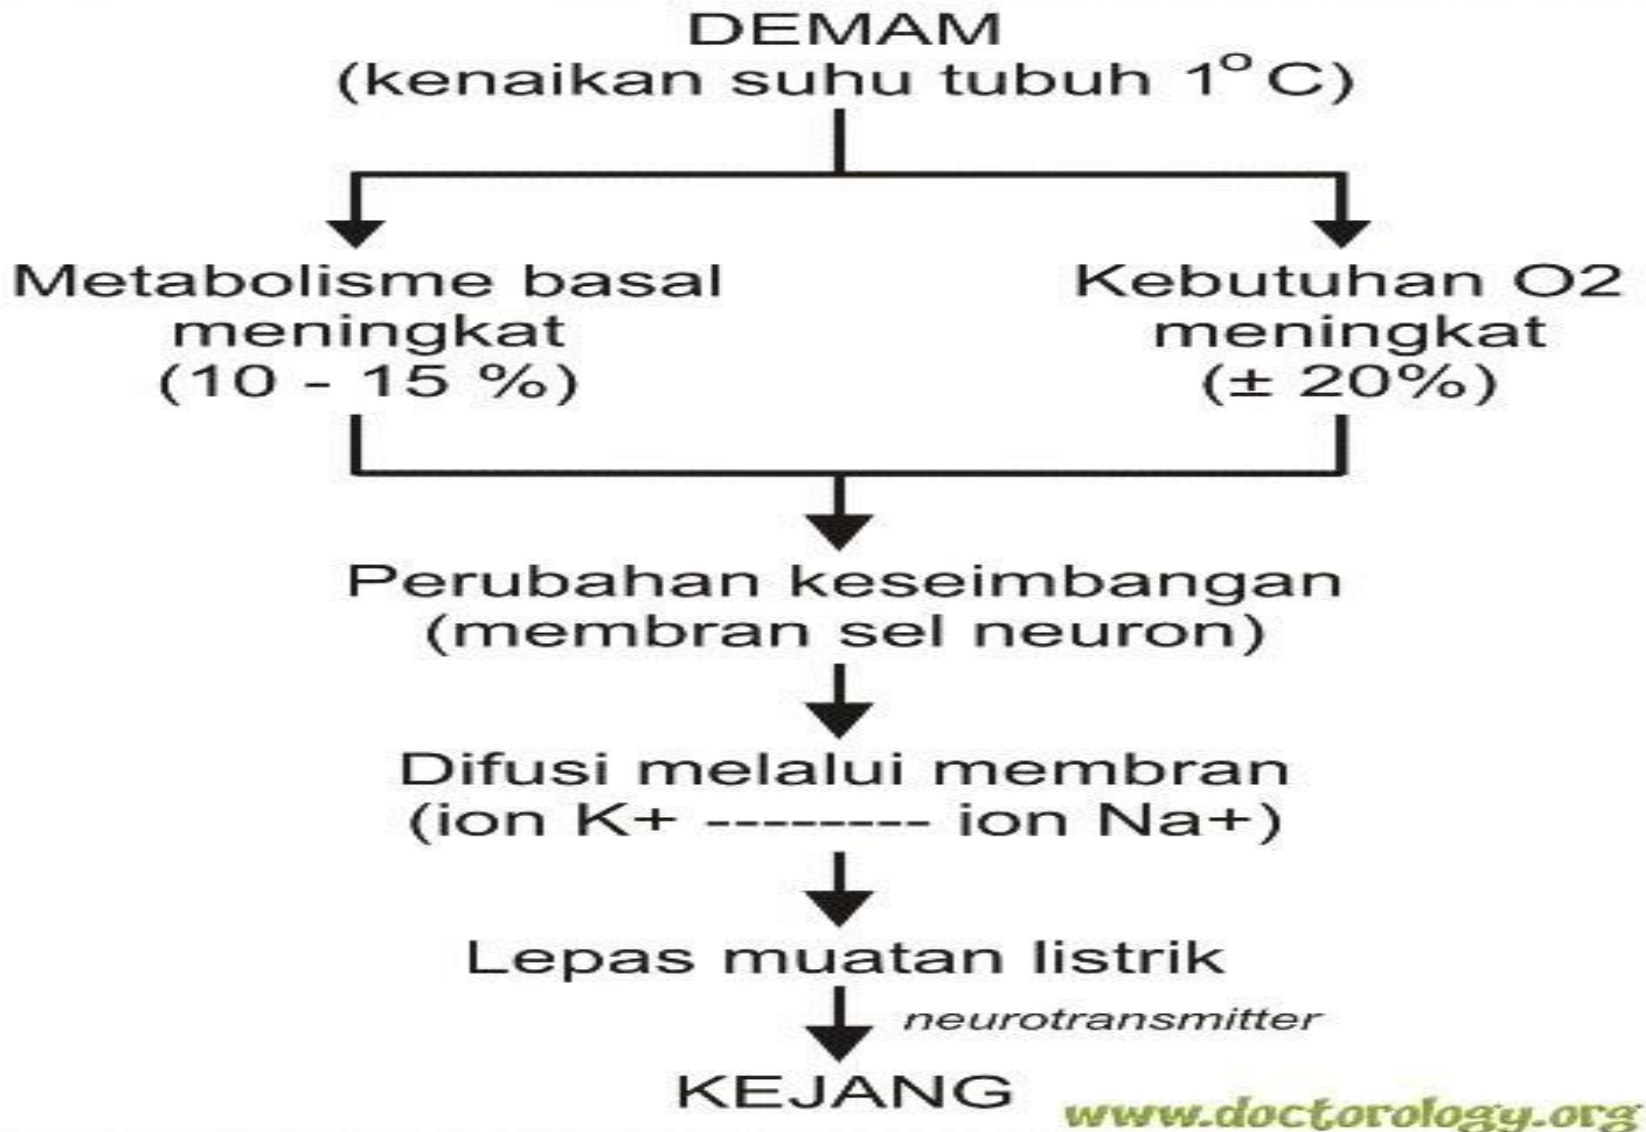 DEMAM
(kenaikan suhu tubuh 1°C)
Metabolisme basal
meningkat
(10 - 15 %)
Kebutuhan O2
meningkat
(± 20%)
Perubahan keseimbangan
(membran sel neuron)
Difusi melalui membran
(ion K+ -------- ion Na+)
Lepas muatan listrik
neurotransmitter
KEJANG
www.doctorology.org